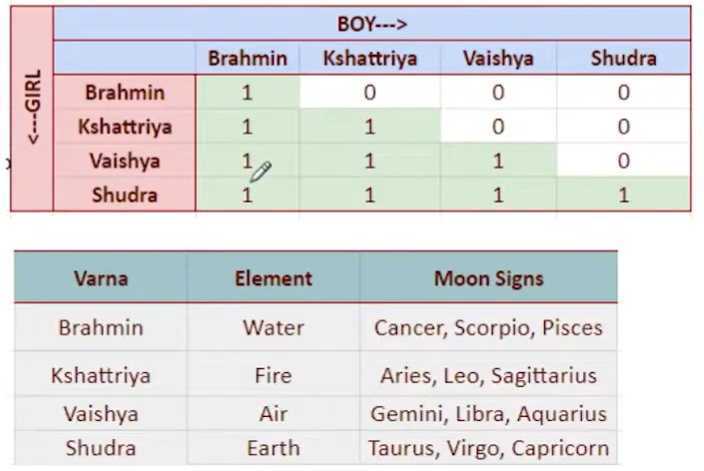 BOY--->
<---GIRL
Brahmin Kshattriya Vaishya Shudra
Brahmin 1 0 0 0
Kshattriya 1 1 0 0
Vaishya 1 1 1 0
Shudra 1 1 1 1
Varna Element Moon Signs
Brahmin Water Cancer, Scorpio, Pisces
Kshattriya Fire Aries, Leo, Sagittarius
Vaishya Air Gemini, Libra, Aquarius
Shudra Earth Taurus, Virgo, Capricorn